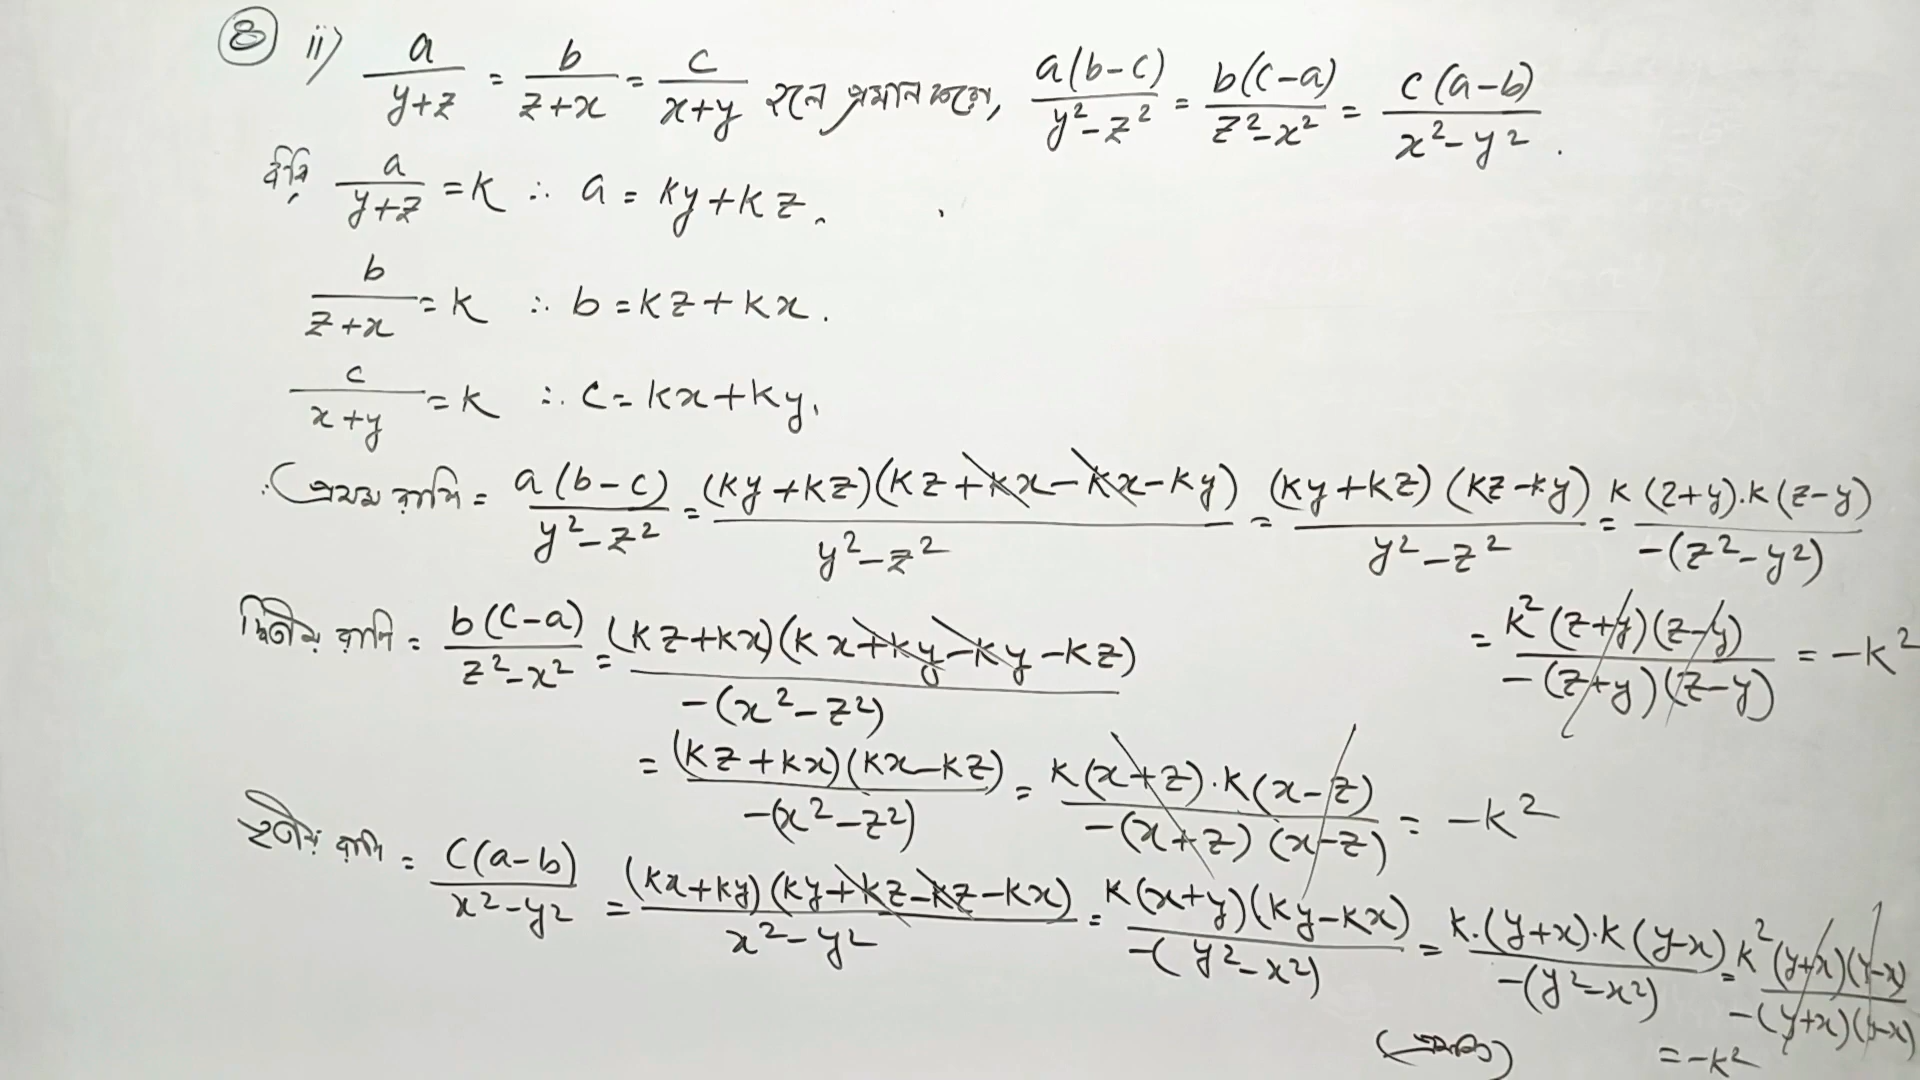 8 ii) a/(y+z) = b/(z+x) = c/(x+y) হলে প্রমান করো, a(b-c)/(y²-z²) = b(c-a)/(z²-x²) = c(a-b)/(x²-y²) .
ধরি, a/(y+z) = k ∴ a = ky+kz.
b/(z+x) = k ∴ b = kz+kx.
c/(x+y) = k ∴ c = kx+ky,
∴ প্রথম রাশি = a(b-c)/(y²-z²) = (ky+kz)(kz+kx-kx-ky)/(y²-z²) = (ky+kz)(kz-ky)/(y²-z²) = k(z+y).k(z-y)/-(z²-y²)
= k²(z+y)(z-y)/-(z+y)(z-y) = -k²
দ্বিতীয় রাশি = b(c-a)/(z²-x²) = (kz+kx)(kx+ky-ky-kz)/-(x²-z²)
= (kz+kx)(kx-kz)/-(x²-z²) = k(x+z).k(x-z)/-(x+z)(x-z) = -k²
তৃতীয় রাশি = c(a-b)/(x²-y²) = (kx+ky)(ky+kz-kz-kx)/(x²-y²) = k(x+y)(ky-kx)/-(y²-x²) = k.(y+x).k(y-x)/-(y²-x²) = k²(y+x)(y-x)/-(y+x)(y-x)
= -k²
(প্রমাণিত)